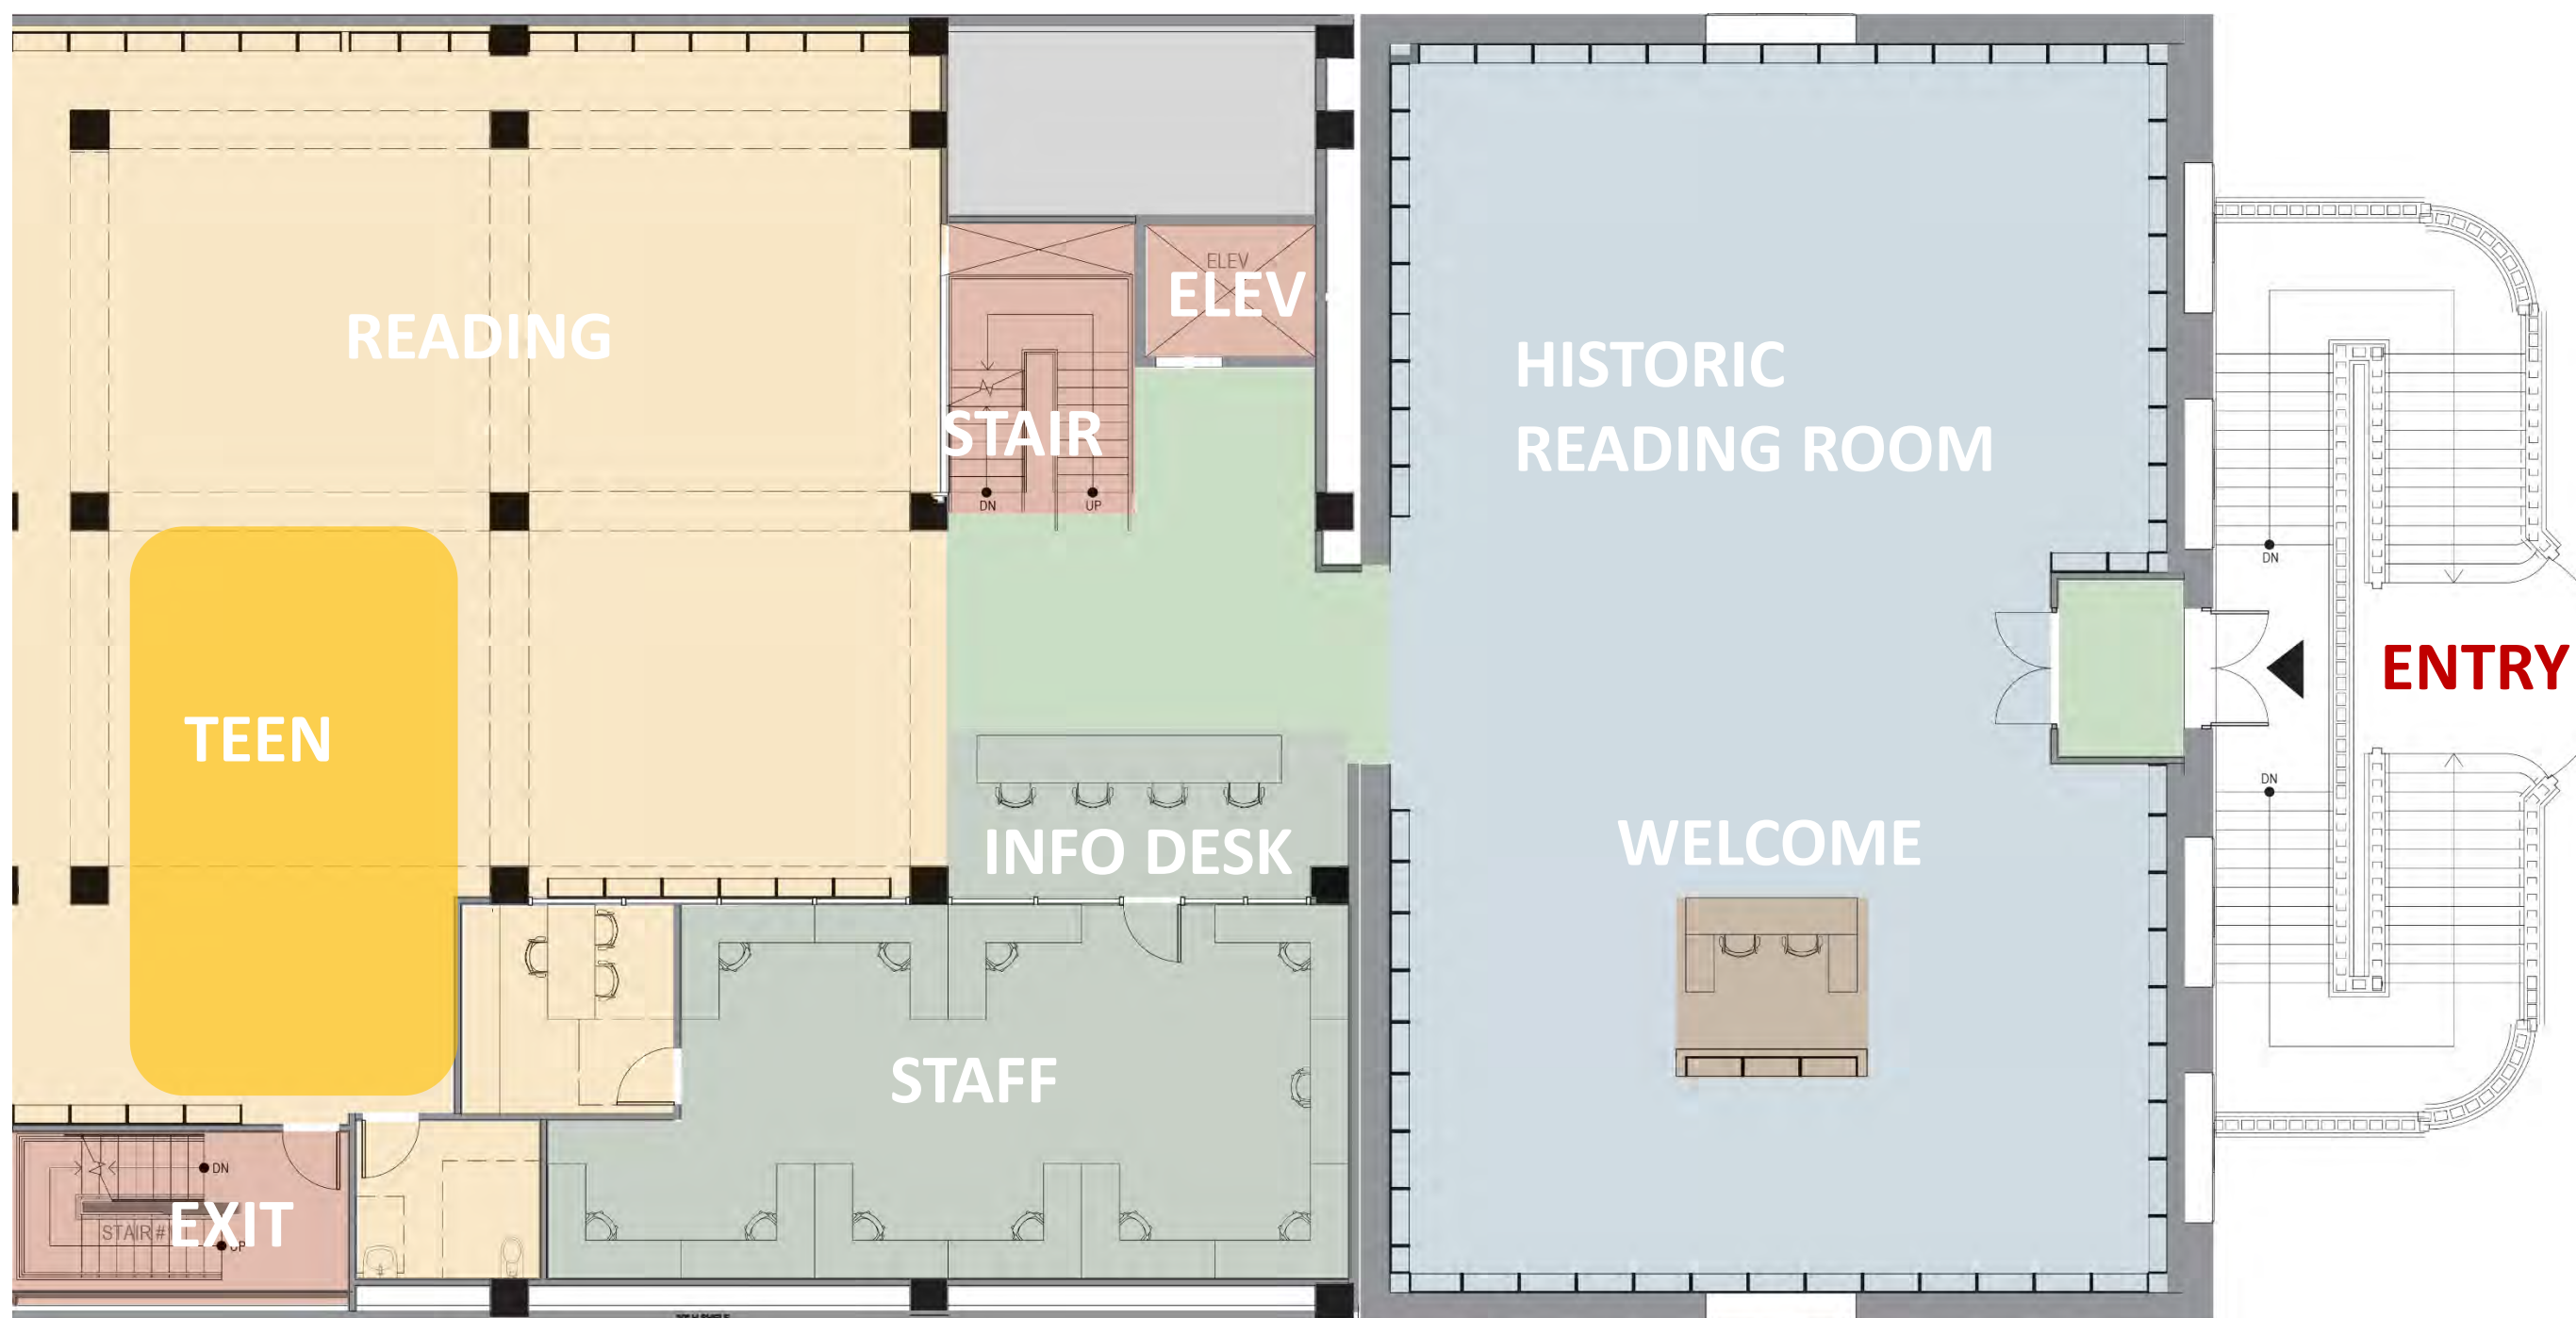 ELEV
ELEV
READING
HISTORIC
READING ROOM
STAIR
DN
UP
DN
ENTRY
TEEN
DN
INFO DESK
WELCOME
STAFF
DN
EXIT
STAIR #
UP